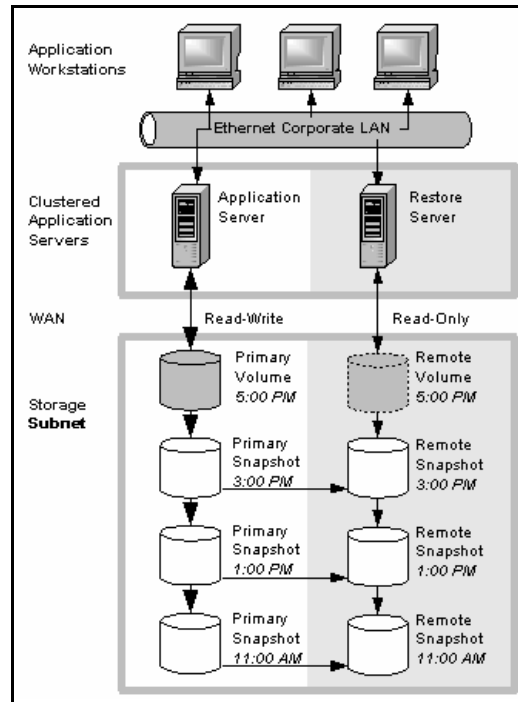 Application
Workstations
Ethernet Corporate LAN
Clustered
Application
Servers
Application
Server
Restore
Server
WAN
Read-Write
Read-Only
Storage
Subnet
Primary
Volume
5:00 PM
Remote
Volume
5:00 PM
Primary
Snapshot
3:00 PM
Remote
Snapshot
3:00 PM
Primary
Snapshot
1:00 PM
Remote
Snapshot
1:00 PM
Primary
Snapshot
11:00 AM
Remote
Snapshot
11:00 AM